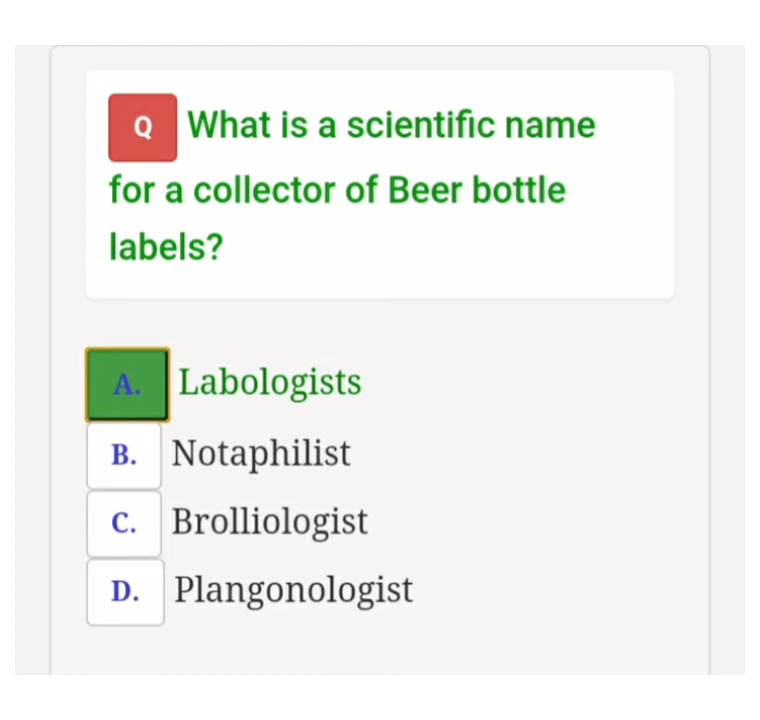 Q What is a scientific name
for a collector of Beer bottle
labels?
A. Labologists
B. Notaphilist
C. Brolliologist
D. Plangonologist